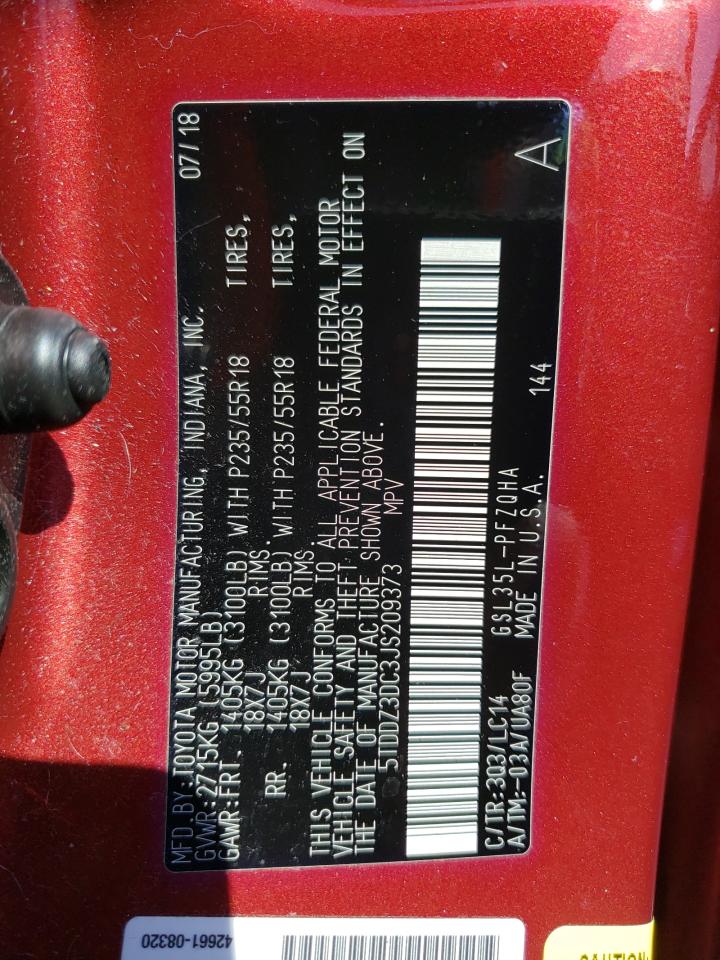 MFD.BY:TOYOTA MOTOR MANUFACTURING, INDIANA, INC. 07/18
GVWR:2715KG (5995LB)
GAWR:FRT. 1405KG (3100LB) WITH P235/55R18 TIRES,
18X7J RIMS
RR. 1405KG (3100LB) WITH P235/55R18 TIRES,
18X7J RIMS
THIS VEHICLE CONFORMS TO ALL APPLICABLE FEDERAL MOTOR
VEHICLE SAFETY AND THEFT PREVENTION STANDARDS IN EFFECT ON
THE DATE OF MANUFACTURE SHOWN ABOVE.
5TDDZ3DC3JS209373 MPV
C/TR:3Q3/LC14 GSL35L-PFZQHA
A/TM:-03A/UA80F MADE IN U.S.A. 144 A
42661-08320
CAUTION: